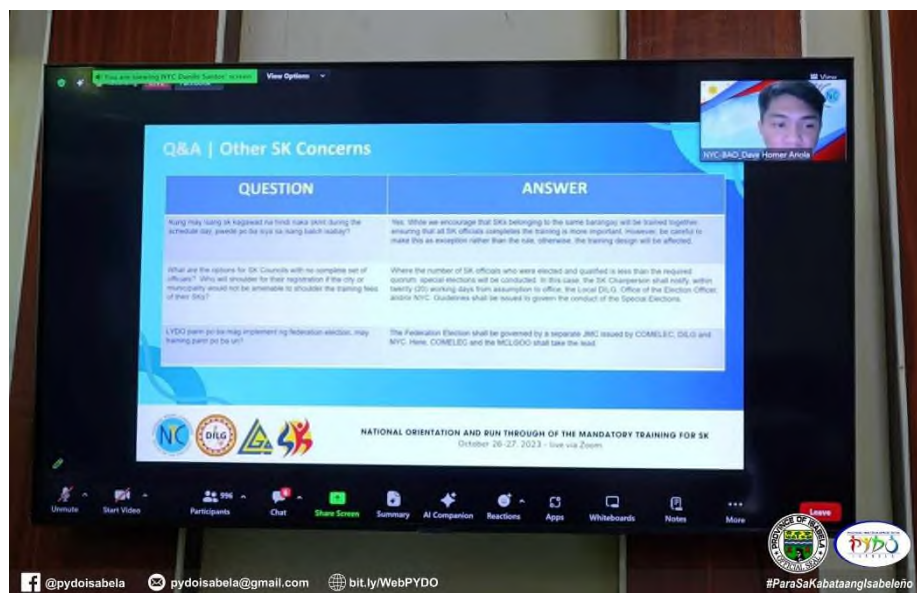 You are viewing NYC Danilo Santos' screen
View Options
View
Q&A | Other SK Concerns
NYC-BAO_Dave Homer Ariola
QUESTION
ANSWER
Kung may isang sk kagawad na hindi naka skmt during the
schedule day, pwede po ba siya sa isang batch isabay?
Yes. While we encourage that SKs belonging to the same barangay will be trained together,
ensuring that all SK officials completes the training is more important. However, be careful to
make this as exception rather than the rule, otherwise, the training design will be affected.
What are the options for SK Councils with no complete set of
officials? Who will shoulder for their registration if the city or
municipality would not be amenable to shoulder the training fees
of their SKs?
Where the number of SK officials who were elected and qualified is less than the required
quorum, special elections will be conducted. In this case, the SK Chairperson shall notify, within
twenty (20) working days from assumption to office, the Local DILG, Office of the Election Officer,
and/or NYC. Guidelines shall be issued to govern the conduct of the Special Elections.
LYDO parin po ba mag implement ng federation election, may
training parin po ba un?
The Federation Election shall be governed by a separate JMC issued by COMELEC, DILG and
NYC. Here, COMELEC and the MCLGOO shall take the lead.
NYC
DILG
LGA
SK
NATIONAL ORIENTATION AND RUN THROUGH OF THE MANDATORY TRAINING FOR SK
October 26-27, 2023 - live via Zoom
996
Unmute
Start Video
Participants
Chat
Share Screen
Summary
AI Companion
Reactions
Apps
Whiteboards
Notes
More
Leave
PROVINCE OF ISABELA
OFFICIAL SEAL
PYDO
ISABELA
@pydoisabela
pydoisabela@gmail.com
bit.ly/WebPYDO
#ParaSaKabataangIsabeleño